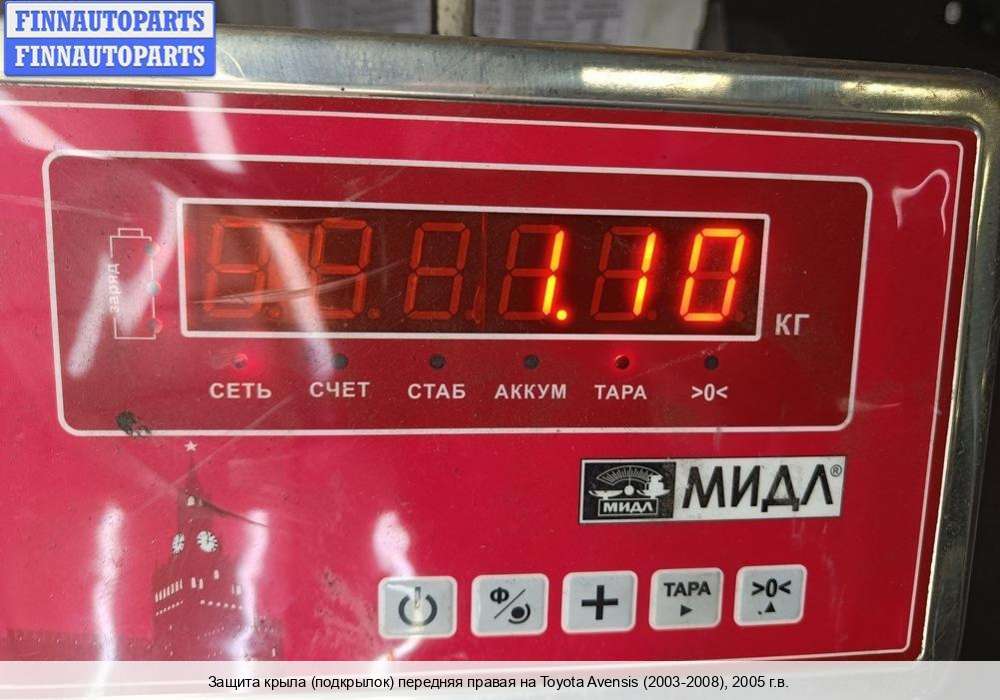 FINNAUTOPARTS
FINNAUTOPARTS
заряд
1.10
КГ
СЕТЬ СЧЕТ СТАБ АККУМ ТАРА >0<
МИДЛ МИДЛ®
Ф ТАРА >0<
Защита крыла (подкрылок) передняя правая на Toyota Avensis (2003-2008), 2005 г.в.